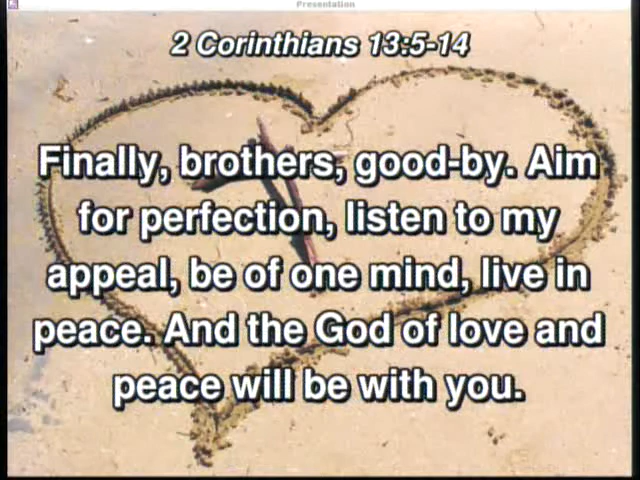 Presentation
2 Corinthians 13:5-14
Finally, brothers, good-by. Aim
for perfection, listen to my
appeal, be of one mind, live in
peace. And the God of love and
peace will be with you.